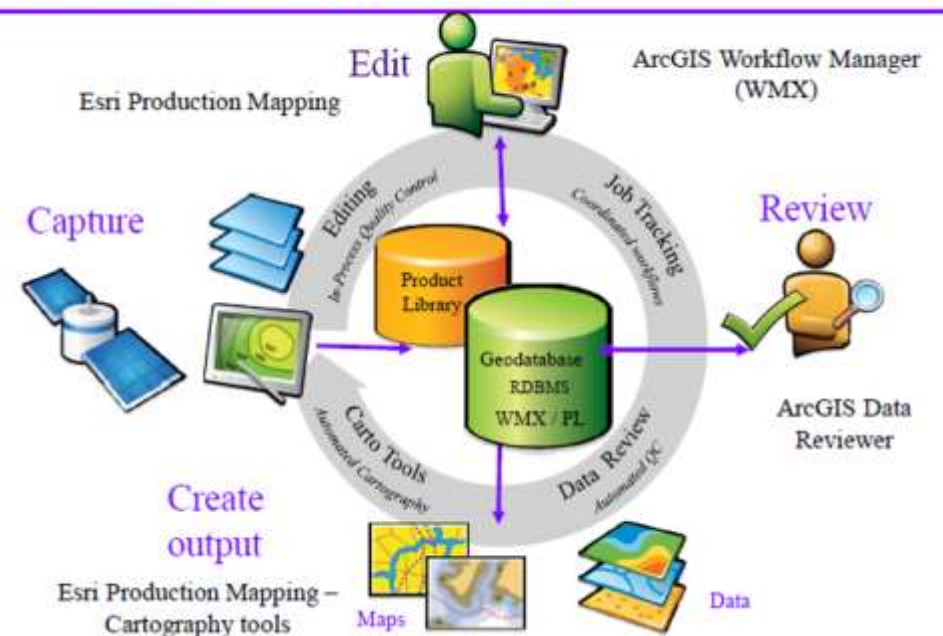 Edit
ArcGIS Workflow Manager
(WMX)
Esri Production Mapping
Capture
Editing
In-Process Quality Control
Job Tracking
Coordinated workflows
Review
Product
Library
Geodatabase
RDBMS
WMX / PL
Carto Tools
Automated Cartography
Data Review
Automated QC
ArcGIS Data
Reviewer
Create
output
Esri Production Mapping –
Cartography tools
Maps
Data